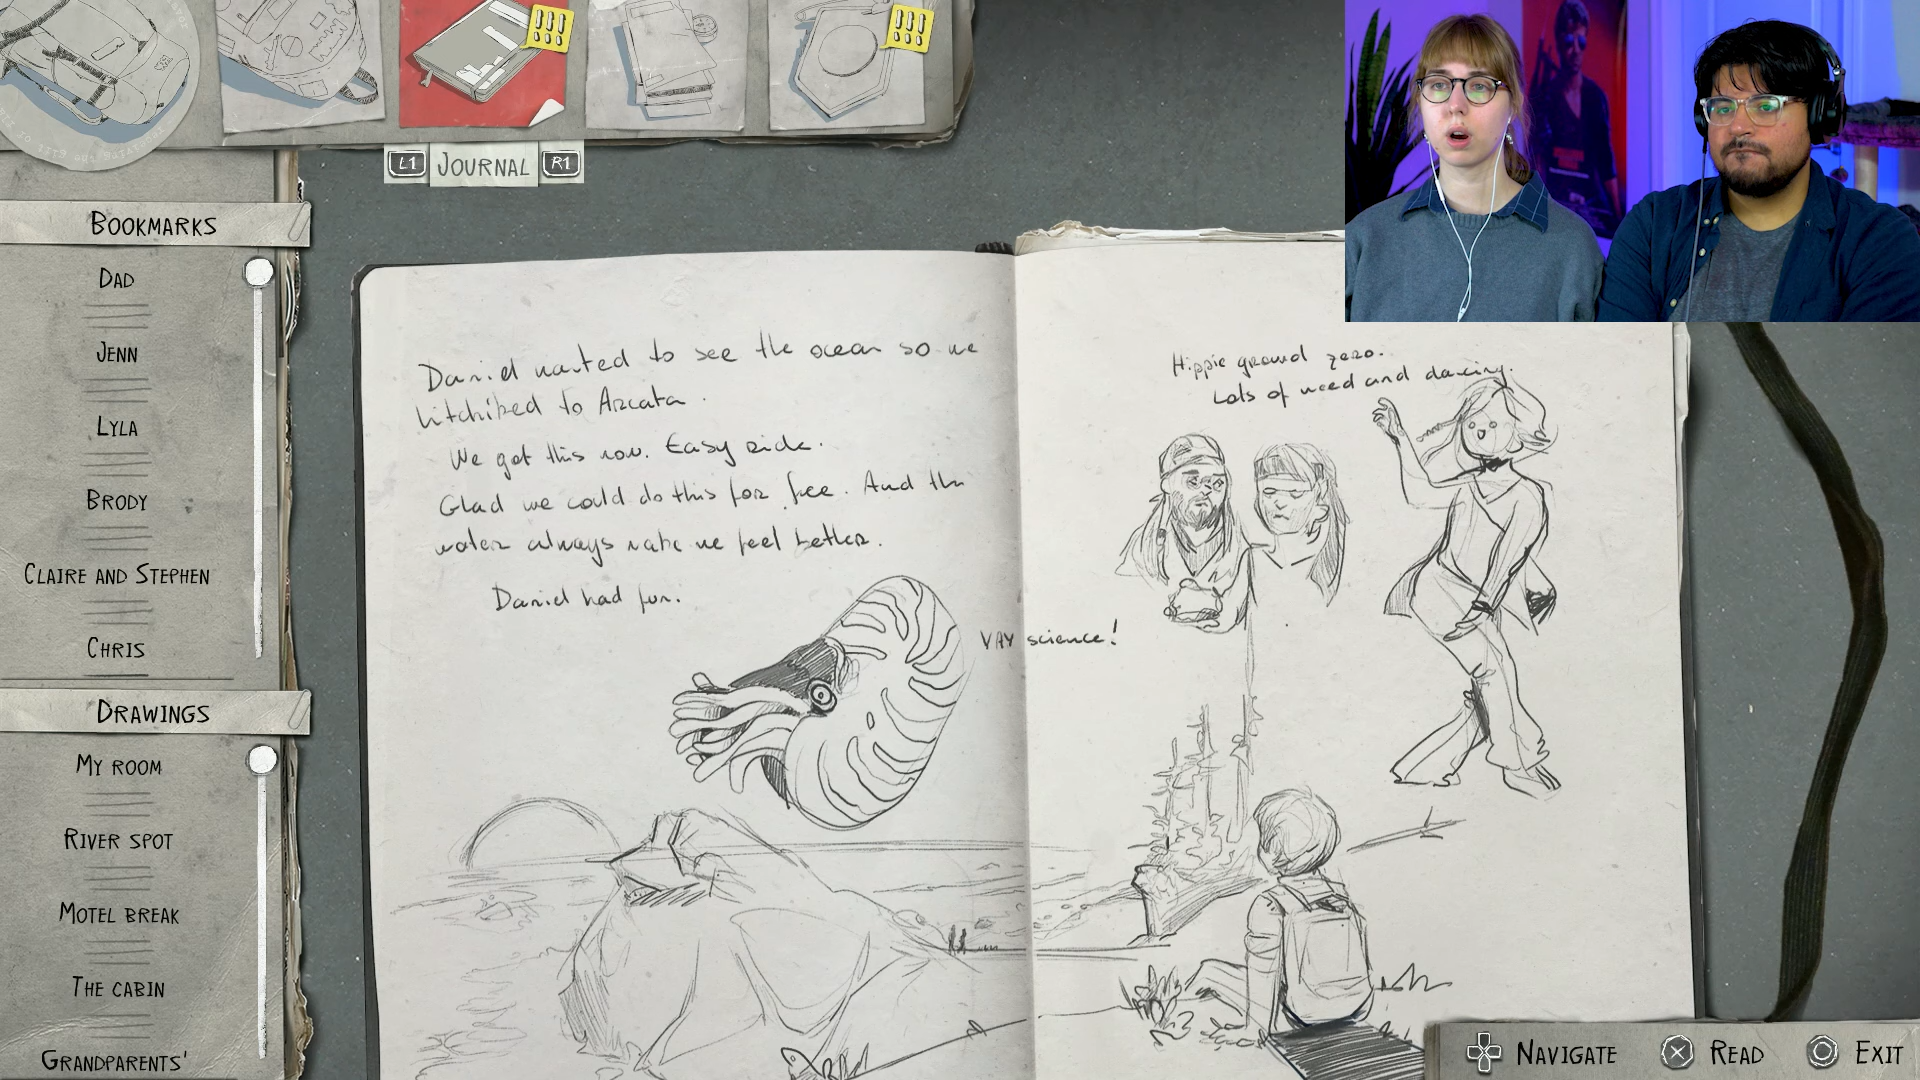 L1 JOURNAL R1
BOOKMARKS
DAD
JENN
LYLA
BRODY
CLAIRE AND STEPHEN
CHRIS
DRAWINGS
MY ROOM
RIVER SPOT
MOTEL BREAK
THE CABIN
GRANDPARENTS'
Daniel wanted to see the ocean so we
hitchiked to Arcata.
We got this now. Easy ride.
Glad we could do this for free. And the
water always make me feel better.
Daniel had fun.
YAY science!
Hippie ground zero.
Lots of weed and dancing.
NAVIGATE READ EXIT